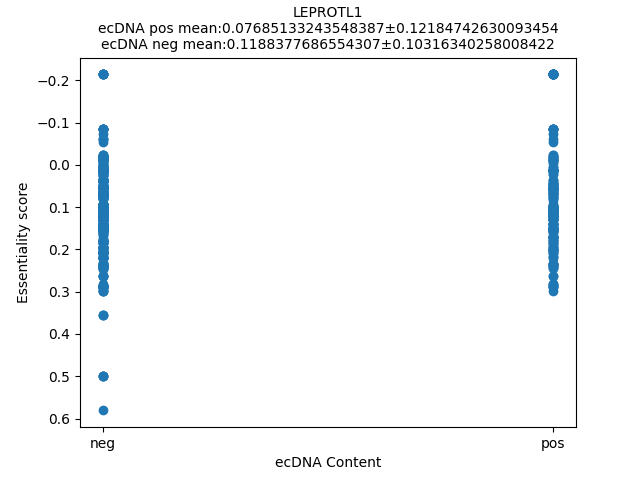 LEPROTL1
ecDNA pos mean:0.07685133243548387±0.12184742630093454
ecDNA neg mean:0.1188377686554307±0.10316340258008422
−0.2
−0.1
0.0
0.1
0.2
0.3
0.4
0.5
0.6
Essentiality score
neg
pos
ecDNA Content